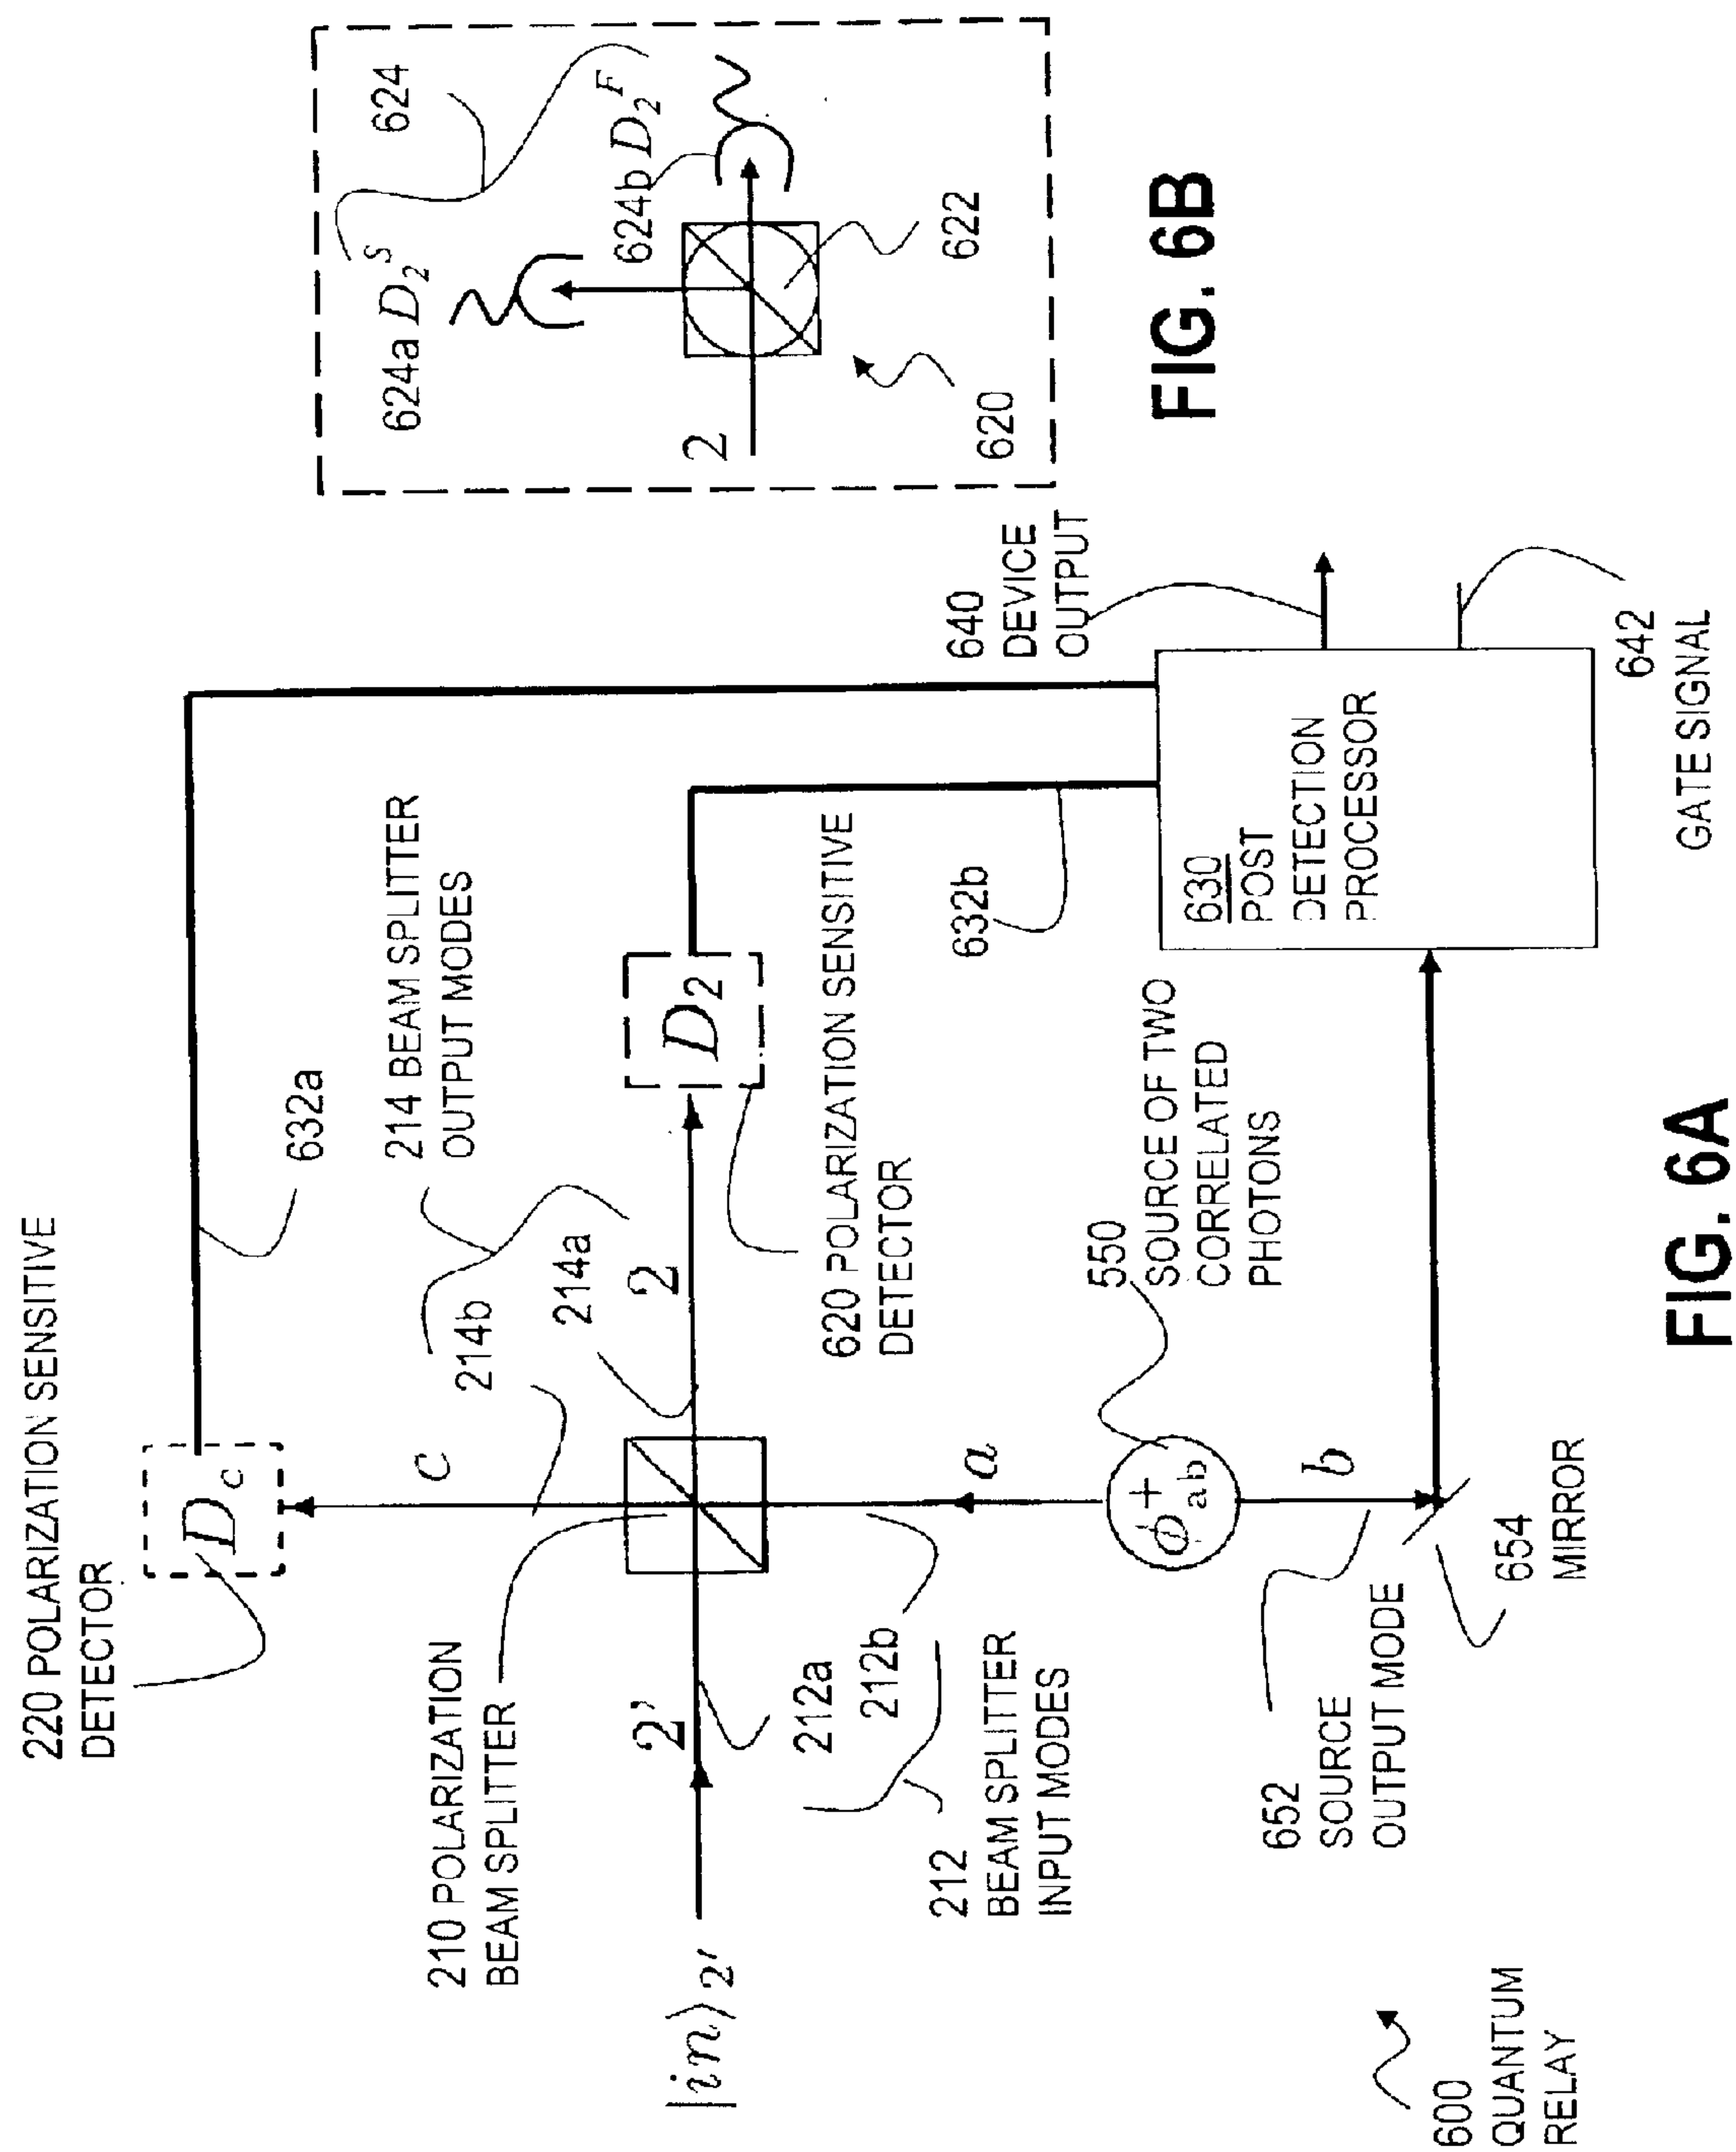 220 POLARIZATION SENSITIVE
DETECTOR
D_c
632a
c
214b
214 BEAM SPLITTER
OUTPUT MODES
210 POLARIZATION
BEAM SPLITTER
214a
2
D_2
|in⟩_2'
2'
212a
212b
212
BEAM SPLITTER
INPUT MODES
a
620 POLARIZATION SENSITIVE
DETECTOR
632b
550
SOURCE OF TWO
CORRELATED
PHOTONS
ϕ^+_ab
b
652
SOURCE
OUTPUT MODE
654
MIRROR
630 POST
DETECTION
PROCESSOR
640
DEVICE
OUTPUT
642
GATE SIGNAL
600
QUANTUM
RELAY
FIG. 6A
624a D_2^S
624
624b D_2^F
2
622
620
FIG. 6B